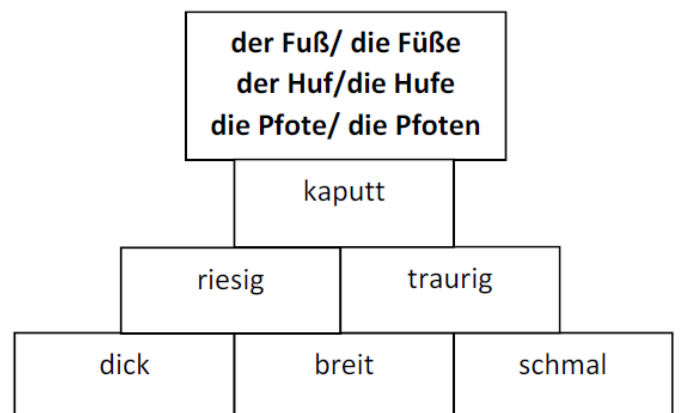 der Fuß/ die Füße
der Huf/die Hufe
die Pfote/ die Pfoten
kaputt
riesig traurig
dick breit schmal